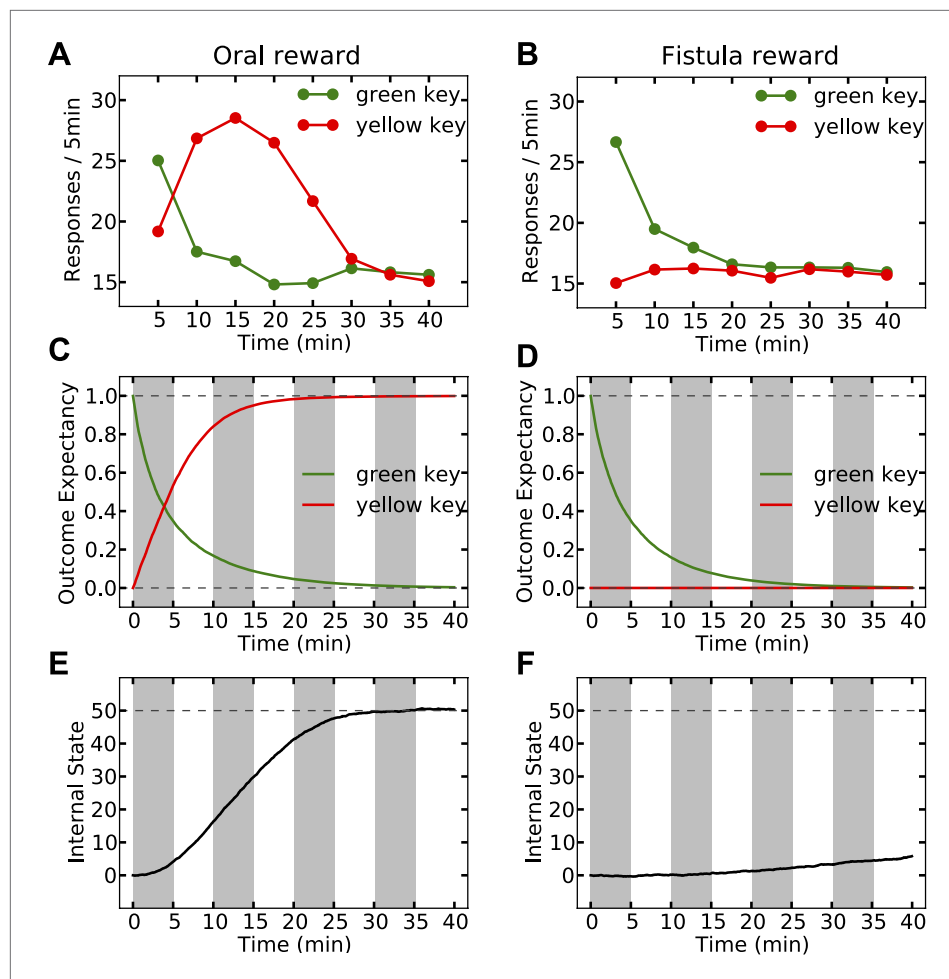 A
Oral reward
Responses / 5min
30
25
20
15
green key
yellow key
5 10 15 20 25 30 35 40
Time (min)
B
Fistula reward
Responses / 5min
30
25
20
15
green key
yellow key
5 10 15 20 25 30 35 40
Time (min)
C
Outcome Expectancy
1.0
0.8
0.6
0.4
0.2
0.0
green key
yellow key
0 5 10 15 20 25 30 35 40
Time (min)
D
Outcome Expectancy
1.0
0.8
0.6
0.4
0.2
0.0
green key
yellow key
0 5 10 15 20 25 30 35 40
Time (min)
E
Internal State
50
40
30
20
10
0
0 5 10 15 20 25 30 35 40
Time (min)
F
Internal State
50
40
30
20
10
0
0 5 10 15 20 25 30 35 40
Time (min)